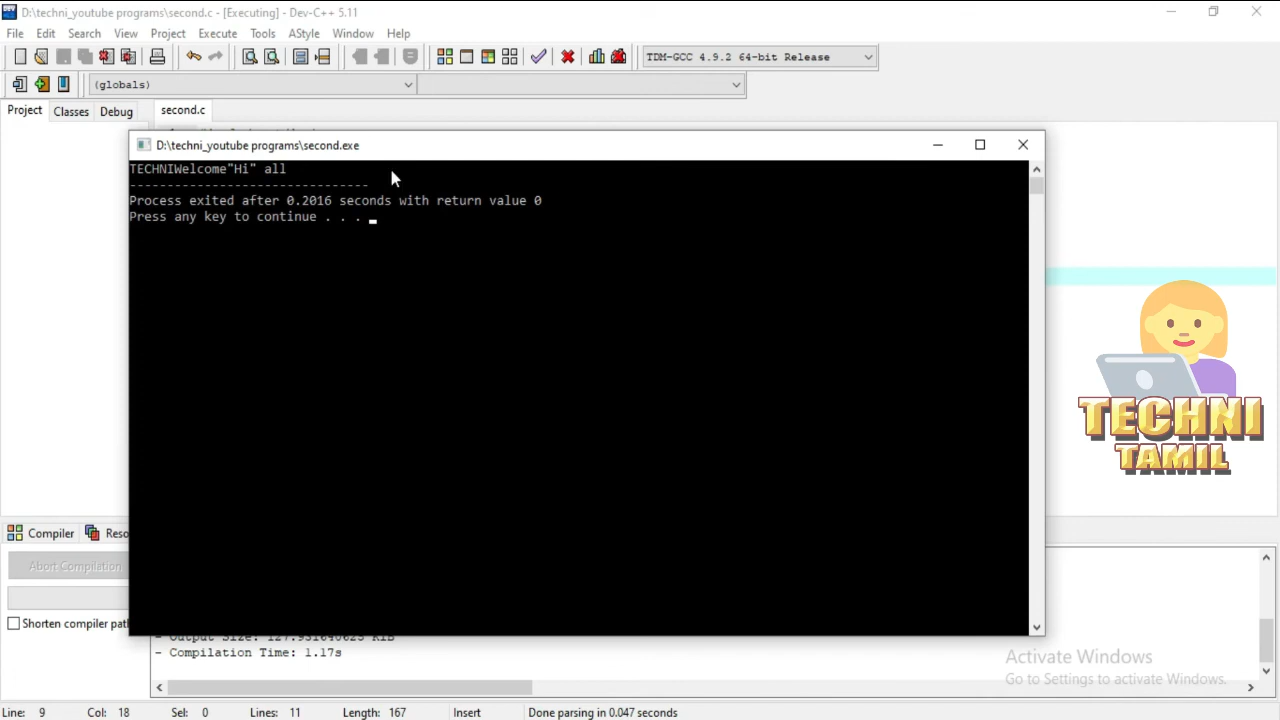 D:\techni_youtube programs\second.c - [Executing] - Dev-C++ 5.11
File Edit Search View Project Execute Tools AStyle Window Help
TDM-GCC 4.9.2 64-bit Release
(globals)
Project Classes Debug second.c
D:\techni_youtube programs\second.exe
TECHNIWelcome"Hi" all
--------------------------------
Process exited after 0.2016 seconds with return value 0
Press any key to continue . . .
TECHNI
TAMIL
Compiler Reso
Abort Compilation
Shorten compiler pat
- Output Size: 127.931640625 KiB
- Compilation Time: 1.17s
Activate Windows
Go to Settings to activate Windows.
Line: 9 Col: 18 Sel: 0 Lines: 11 Length: 167 Insert Done parsing in 0.047 seconds